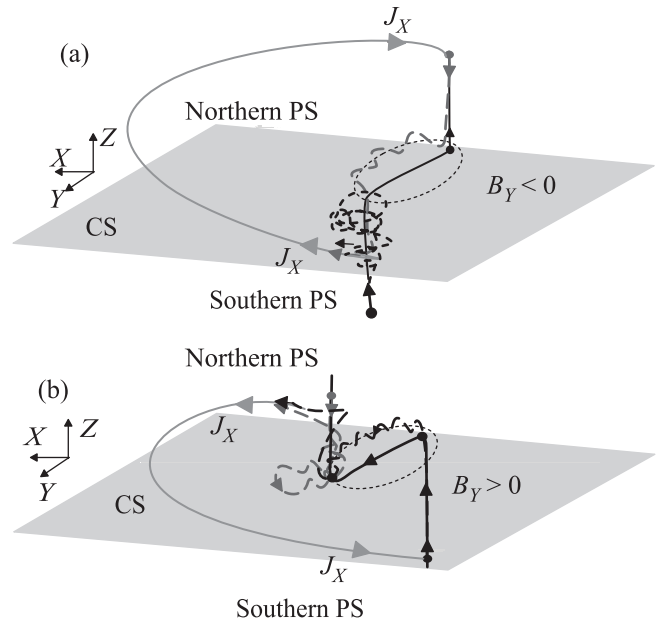 (a)
J_X
Northern PS
Z
X
Y
B_Y < 0
CS
J_X
Southern PS
Northern PS
(b)
J_X
Z
X
Y
B_Y > 0
CS
J_X
Southern PS